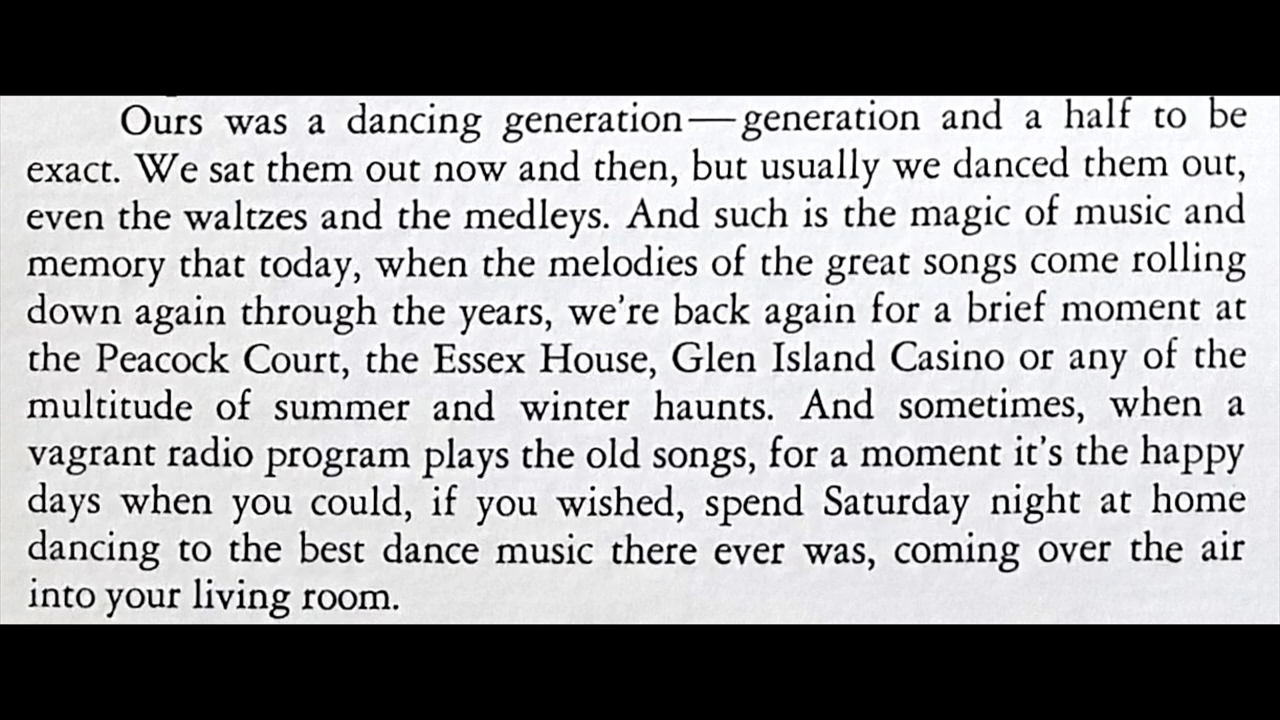 Ours was a dancing generation—generation and a half to be
exact. We sat them out now and then, but usually we danced them out,
even the waltzes and the medleys. And such is the magic of music and
memory that today, when the melodies of the great songs come rolling
down again through the years, we're back again for a brief moment at
the Peacock Court, the Essex House, Glen Island Casino or any of the
multitude of summer and winter haunts. And sometimes, when a
vagrant radio program plays the old songs, for a moment it's the happy
days when you could, if you wished, spend Saturday night at home
dancing to the best dance music there ever was, coming over the air
into your living room.